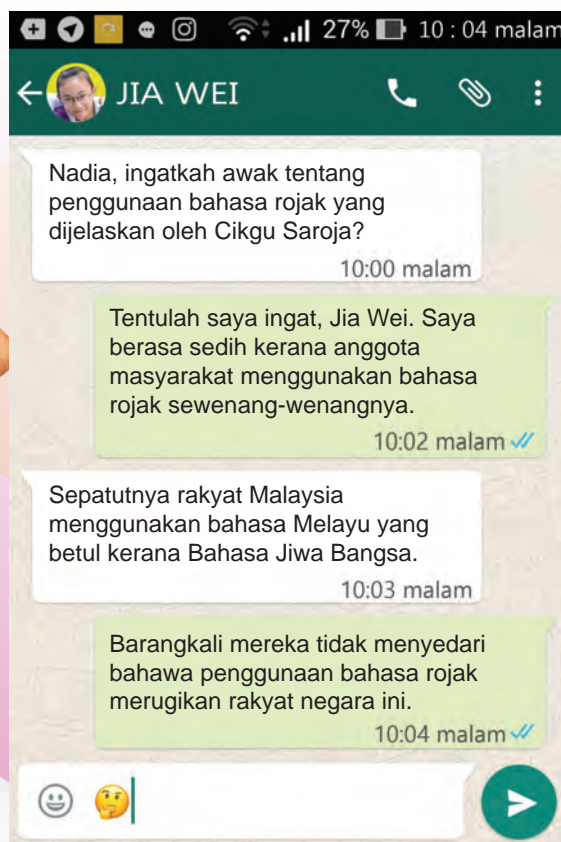 27% 10 : 04 malam
JIA WEI
Nadia, ingatkah awak tentang
penggunaan bahasa rojak yang
dijelaskan oleh Cikgu Saroja?
10:00 malam
Tentulah saya ingat, Jia Wei. Saya
berasa sedih kerana anggota
masyarakat menggunakan bahasa
rojak sewenang-wenangnya.
10:02 malam
Sepatutnya rakyat Malaysia
menggunakan bahasa Melayu yang
betul kerana Bahasa Jiwa Bangsa.
10:03 malam
Barangkali mereka tidak menyedari
bahawa penggunaan bahasa rojak
merugikan rakyat negara ini.
10:04 malam